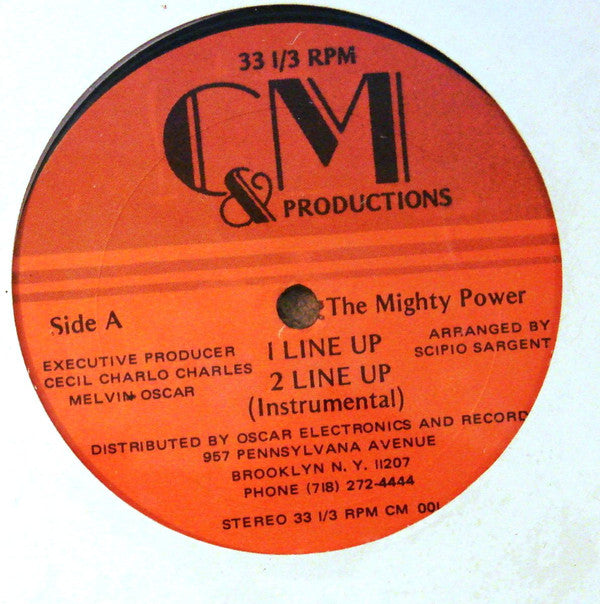 33 1/3 RPM
C&M
PRODUCTIONS
The Mighty Power
Side A
1 LINE UP
2 LINE UP
(Instrumental)
EXECUTIVE PRODUCER
CECIL CHARLO CHARLES
MELVIN OSCAR
ARRANGED BY
SCIPIO SARGENT
DISTRIBUTED BY OSCAR ELECTRONICS AND RECORD
957 PENNSYLVANA AVENUE
BROOKLYN N. Y. 11207
PHONE (718) 272-4444
STEREO 33 1/3 RPM CM 001